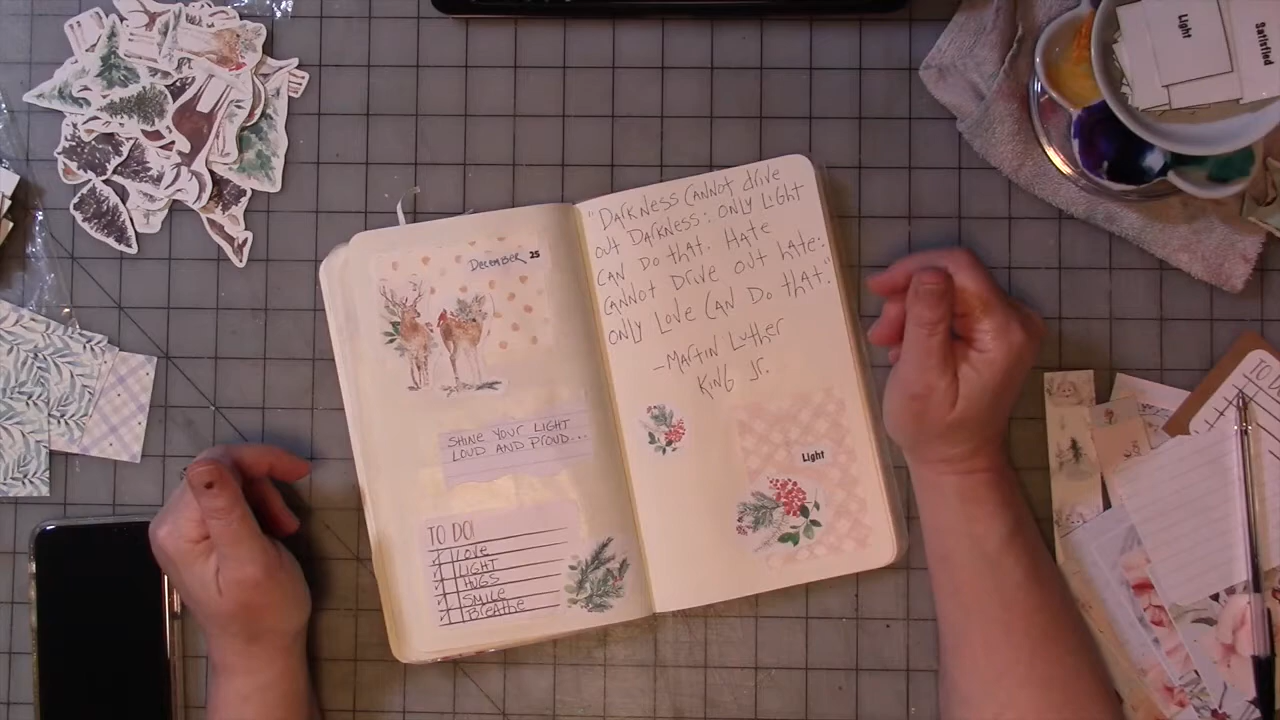 December 25
SHINE YOUR LIGHT
LOUD AND PROUD...
TO DO!
LOVE
LIGHT
HUGS
SMILE
BreAthe
"DArkNess CANNot drive
out DArkNess: ONLY LigHt
CAN Do thAt. HAte
CANNot Drive out hAte:
ONLY Love CAN Do thAt."
-MArtiN Luther
KiNG Jr.
Light
Light
Satisfied
TO DO